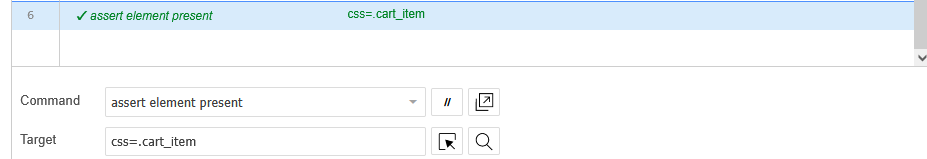 6 ✓ assert element present css=.cart_item
Command assert element present //
Target css=.cart_item